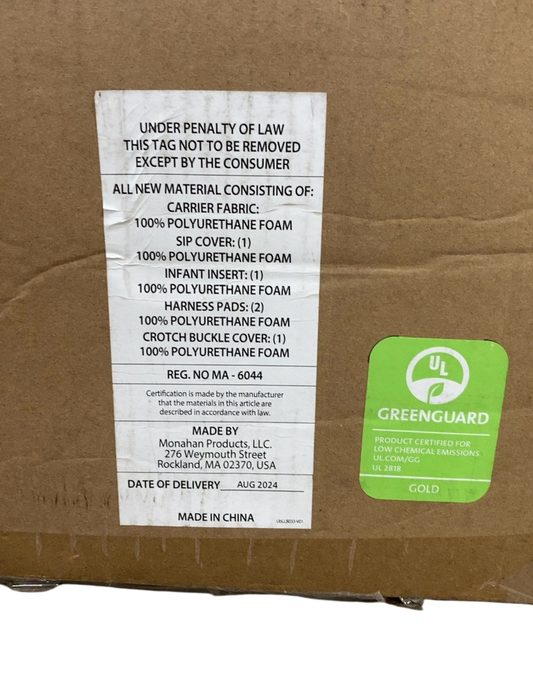 UNDER PENALTY OF LAW
THIS TAG NOT TO BE REMOVED
EXCEPT BY THE CONSUMER
ALL NEW MATERIAL CONSISTING OF:
CARRIER FABRIC:
100% POLYURETHANE FOAM
SIP COVER: (1)
100% POLYURETHANE FOAM
INFANT INSERT: (1)
100% POLYURETHANE FOAM
HARNESS PADS: (2)
100% POLYURETHANE FOAM
CROTCH BUCKLE COVER: (1)
100% POLYURETHANE FOAM
REG. NO MA - 6044
Certification is made by the manufacturer
that the materials in this article are
described in accordance with law.
MADE BY
Monahan Products, LLC.
276 Weymouth Street
Rockland, MA 02370, USA
DATE OF DELIVERY AUG 2024
MADE IN CHINA
UL
GREENGUARD
PRODUCT CERTIFIED FOR
LOW CHEMICAL EMISSIONS
UL.COM/GG
UL 2818
GOLD